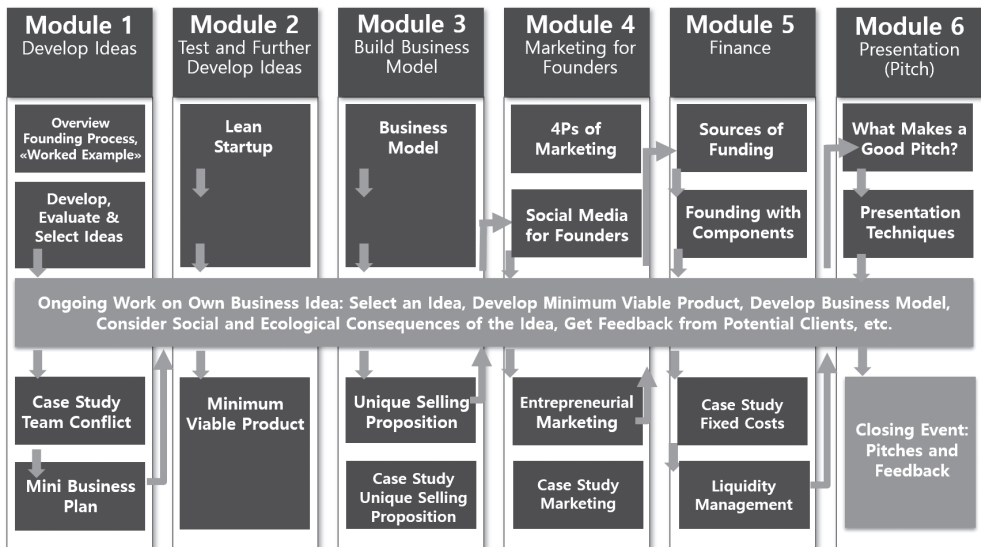 Module 1
Develop Ideas
Module 2
Test and Further
Develop Ideas
Module 3
Build Business
Model
Module 4
Marketing for
Founders
Module 5
Finance
Module 6
Presentation
(Pitch)
Overview
Founding Process,
«Worked Example»
Develop,
Evaluate &
Select Ideas
Lean
Startup
Business
Model
4Ps of
Marketing
Social Media
for Founders
Sources of
Funding
Founding with
Components
What Makes a
Good Pitch?
Presentation
Techniques
Ongoing Work on Own Business Idea: Select an Idea, Develop Minimum Viable Product, Develop Business Model,
Consider Social and Ecological Consequences of the Idea, Get Feedback from Potential Clients, etc.
Case Study
Team Conflict
Mini Business
Plan
Minimum
Viable Product
Unique Selling
Proposition
Case Study
Unique Selling
Proposition
Entrepreneurial
Marketing
Case Study
Marketing
Case Study
Fixed Costs
Liquidity
Management
Closing Event:
Pitches and
Feedback